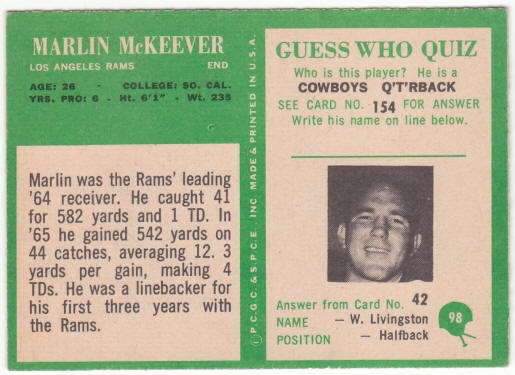 MARLIN McKEEVER
LOS ANGELES RAMS END
AGE: 26 - COLLEGE: SO. CAL.
YRS. PRO: 6 - Ht. 6'1" - Wt. 235
Marlin was the Rams' leading
'64 receiver. He caught 41
for 582 yards and 1 TD. In
'65 he gained 542 yards on
44 catches, averaging 12. 3
yards per gain, making 4
TDs. He was a linebacker for
his first three years with
the Rams.
P.C.G.C. & S.P.C.E. INC MADE & PRINTED IN U.S.A.
GUESS WHO QUIZ
Who is this player? He is a
COWBOYS Q'T'RBACK
SEE CARD NO. 154 FOR ANSWER
Write his name on line below.
Answer from Card No. 42
NAME — W. Livingston
POSITION — Halfback
98